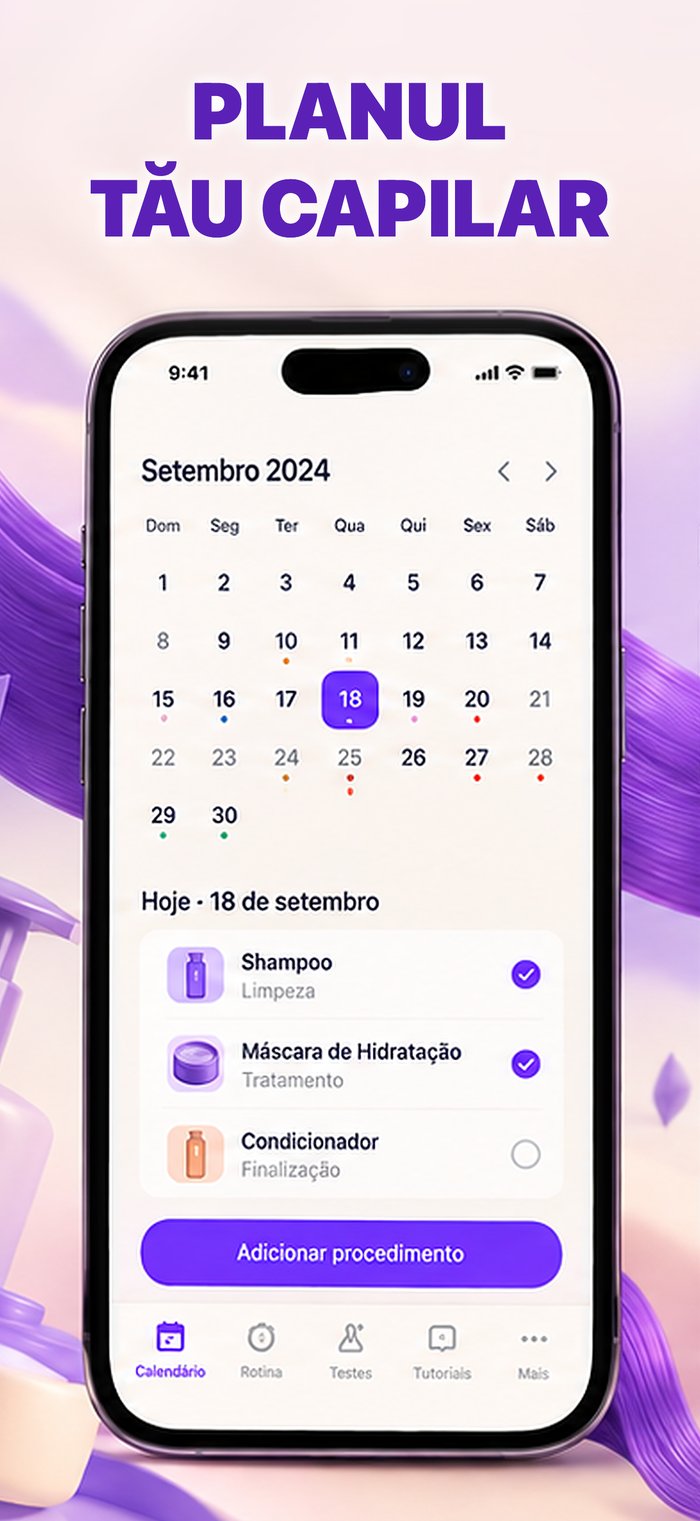 PLANUL
TĂU CAPILAR
9:41
Setembro 2024
Dom Seg Ter Qua Qui Sex Sáb
1 2 3 4 5 6 7
8 9 10 11 12 13 14
15 16 17 18 19 20 21
22 23 24 25 26 27 28
29 30
Hoje · 18 de setembro
Shampoo
Limpeza
Máscara de Hidratação
Tratamento
Condicionador
Finalização
Adicionar procedimento
Calendário Rotina Testes Tutoriais Mais